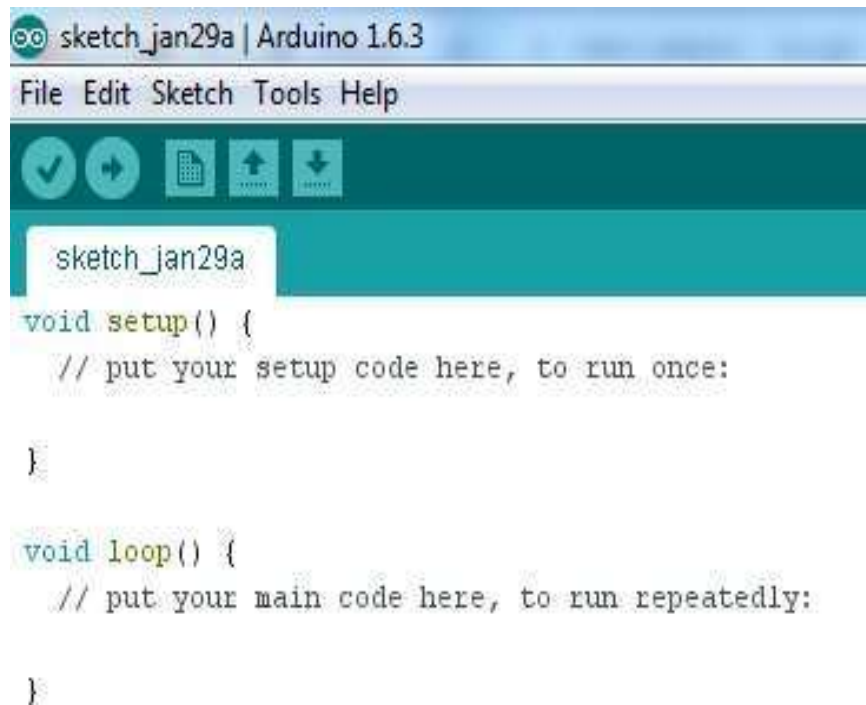 sketch_jan29a | Arduino 1.6.3
File Edit Sketch Tools Help
sketch_jan29a
void setup() {
  // put your setup code here, to run once:

}

void loop() {
  // put your main code here, to run repeatedly:

}